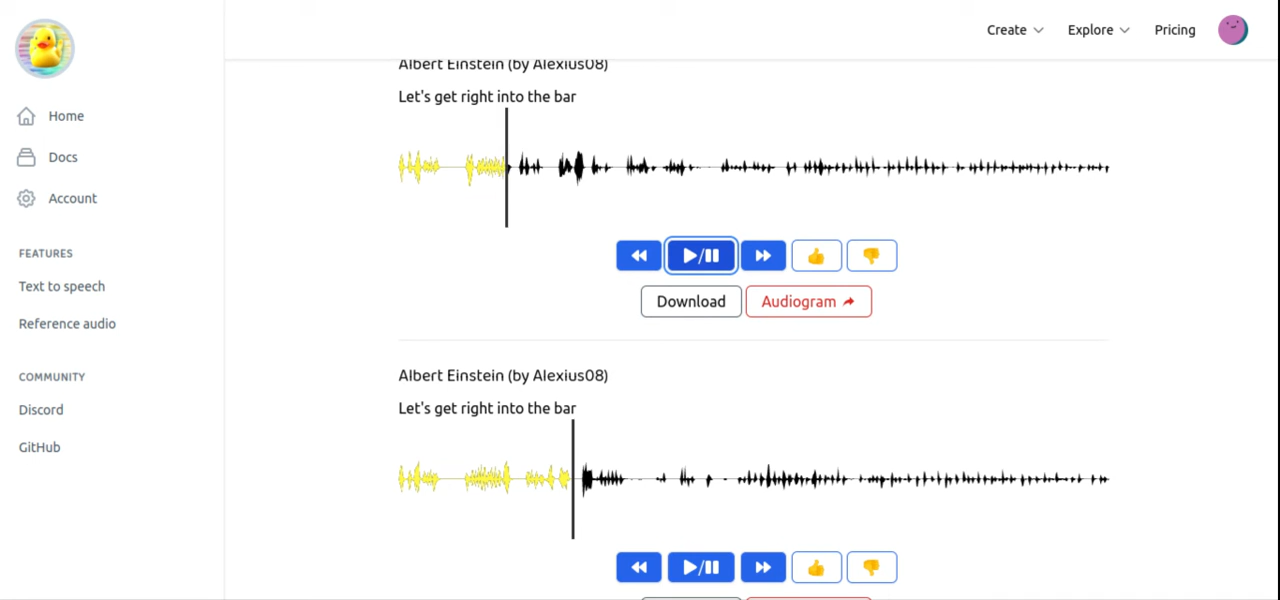 Create
Explore
Pricing
Home
Docs
Account
FEATURES
Text to speech
Reference audio
COMMUNITY
Discord
GitHub
Albert Einstein (by Alexius08)
Let's get right into the bar
Download
Audiogram
Albert Einstein (by Alexius08)
Let's get right into the bar